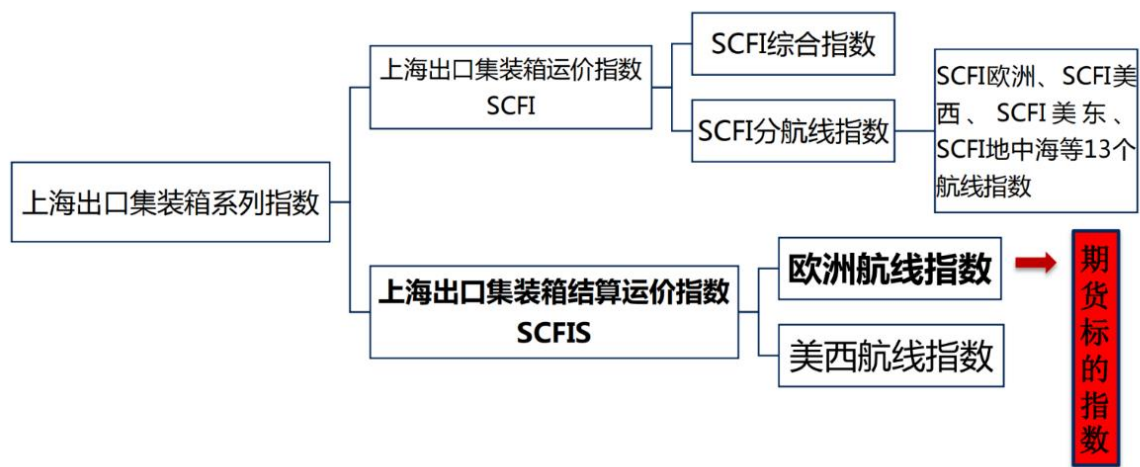 上海出口集装箱系列指数
上海出口集装箱运价指数
SCFI
SCFI综合指数
SCFI分航线指数
SCFI欧洲、SCFI美
西、SCFI美东、
SCFI地中海等13个
航线指数
上海出口集装箱结算运价指数
SCFIS
欧洲航线指数
美西航线指数
期货标的指数